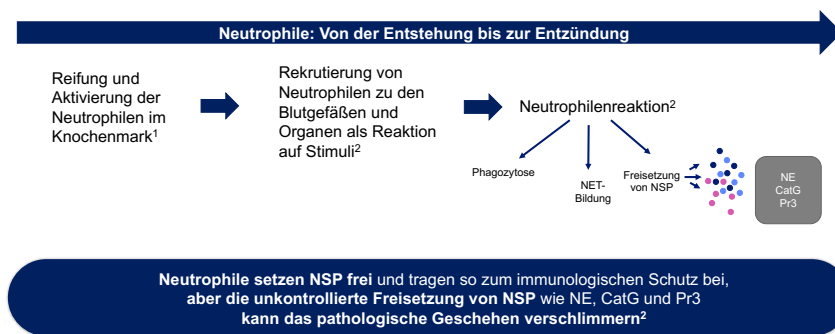 Neutrophile: Von der Entstehung bis zur Entzündung
Reifung und
Aktivierung der
Neutrophilen im
Knochenmark¹
Rekrutierung von
Neutrophilen zu den
Blutgefäßen und
Organen als Reaktion
auf Stimuli²
Neutrophilenreaktion²
Phagozytose
NET-
Bildung
Freisetzung
von NSP
NE
CatG
Pr3
Neutrophile setzen NSP frei und tragen so zum immunologischen Schutz bei,
aber die unkontrollierte Freisetzung von NSP wie NE, CatG und Pr3
kann das pathologische Geschehen verschlimmern²